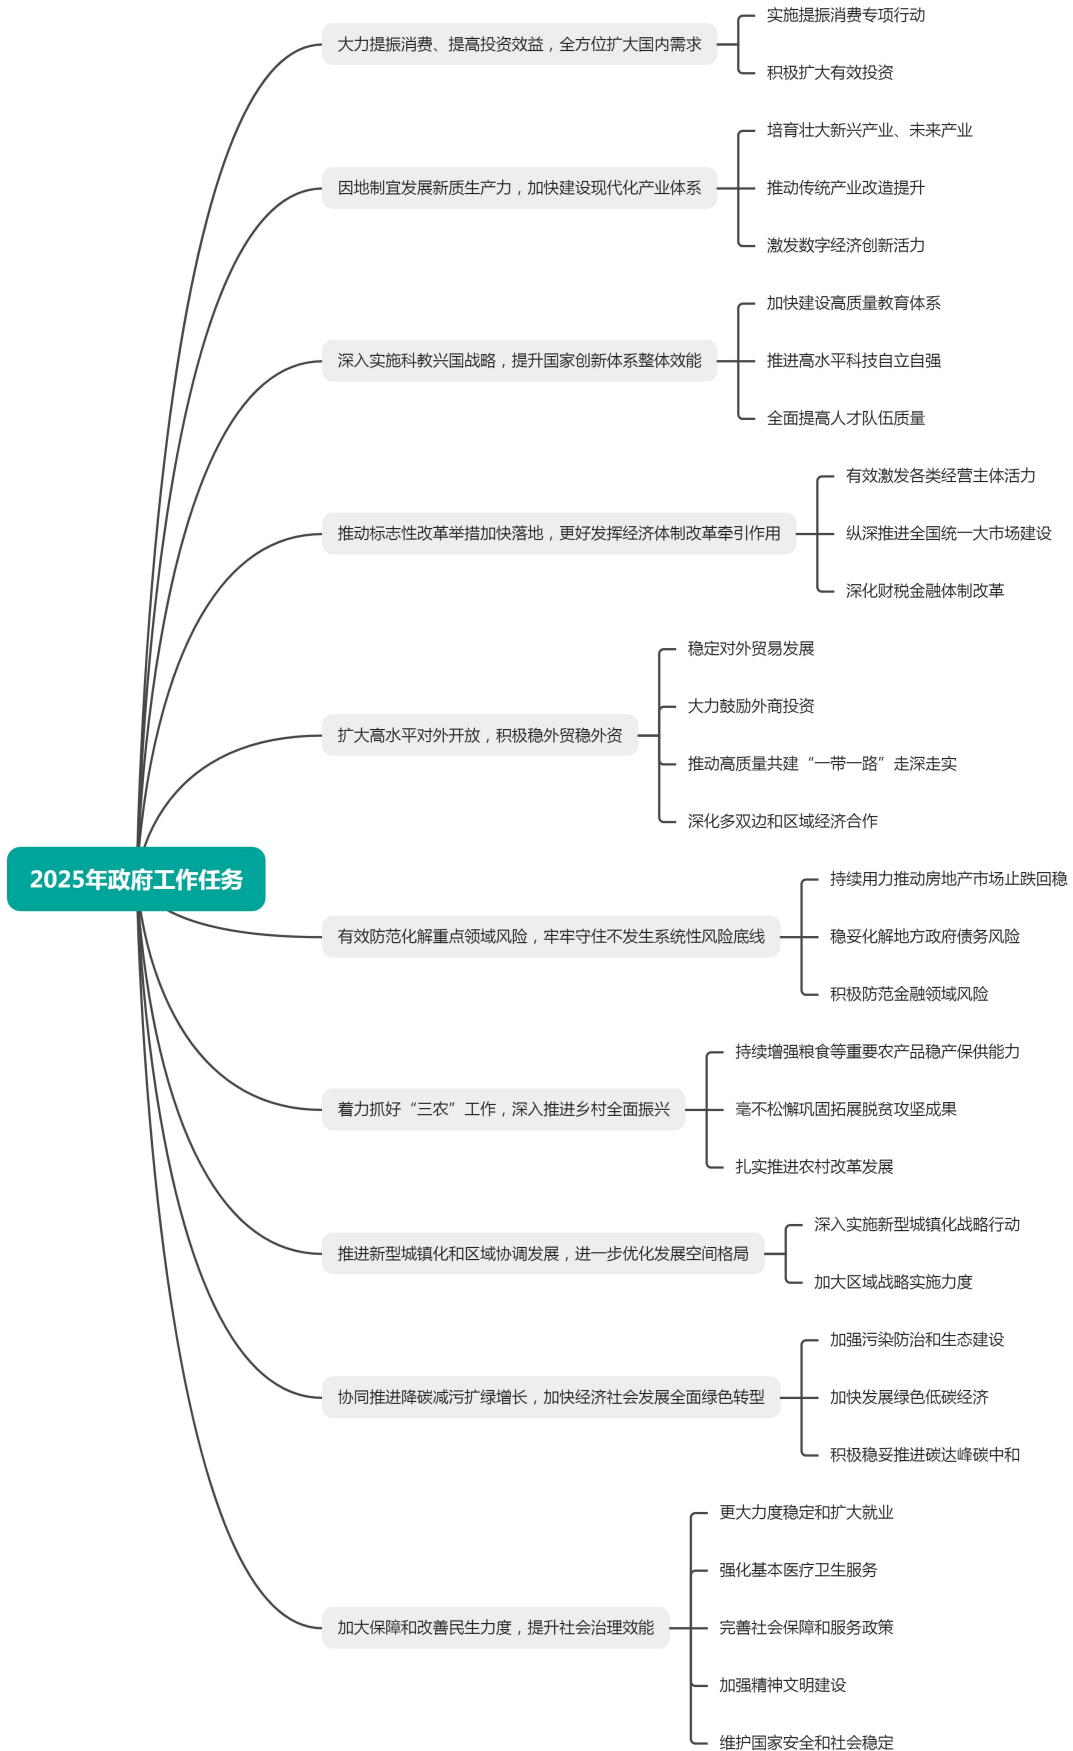 2025年政府工作任务
大力提振消费、提高投资效益，全方位扩大国内需求
实施提振消费专项行动
积极扩大有效投资
因地制宜发展新质生产力，加快建设现代化产业体系
培育壮大新兴产业、未来产业
推动传统产业改造提升
激发数字经济创新活力
深入实施科教兴国战略，提升国家创新体系整体效能
加快建设高质量教育体系
推进高水平科技自立自强
全面提高人才队伍质量
推动标志性改革举措加快落地，更好发挥经济体制改革牵引作用
有效激发各类经营主体活力
纵深推进全国统一大市场建设
深化财税金融体制改革
扩大高水平对外开放，积极稳外贸稳外资
稳定对外贸易发展
大力鼓励外商投资
推动高质量共建“一带一路”走深走实
深化多双边和区域经济合作
有效防范化解重点领域风险，牢牢守住不发生系统性风险底线
持续用力推动房地产市场止跌回稳
稳妥化解地方政府债务风险
积极防范金融领域风险
着力抓好“三农”工作，深入推进乡村全面振兴
持续增强粮食等重要农产品稳产保供能力
毫不松懈巩固拓展脱贫攻坚成果
扎实推进农村改革发展
推进新型城镇化和区域协调发展，进一步优化发展空间格局
深入实施新型城镇化战略行动
加大区域战略实施力度
协同推进降碳减污扩绿增长，加快经济社会发展全面绿色转型
加强污染防治和生态建设
加快发展绿色低碳经济
积极稳妥推进碳达峰碳中和
加大保障和改善民生力度，提升社会治理效能
更大力度稳定和扩大就业
强化基本医疗卫生服务
完善社会保障和服务政策
加强精神文明建设
维护国家安全和社会稳定